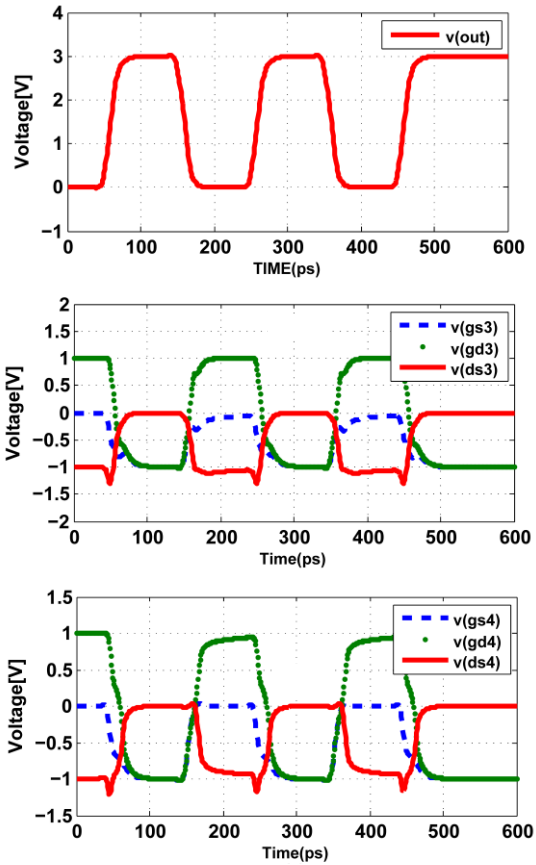 v(out)
Voltage[V]
4
3
2
1
0
−1
0 100 200 300 400 500 600
TIME(ps)
v(gs3)
v(gd3)
v(ds3)
Voltage[V]
2
1.5
1
0.5
0
−0.5
−1
−1.5
−2
0 100 200 300 400 500 600
Time(ps)
v(gs4)
v(gd4)
v(ds4)
Voltage[V]
1.5
1
0.5
0
−0.5
−1
−1.5
0 100 200 300 400 500 600
Time(ps)